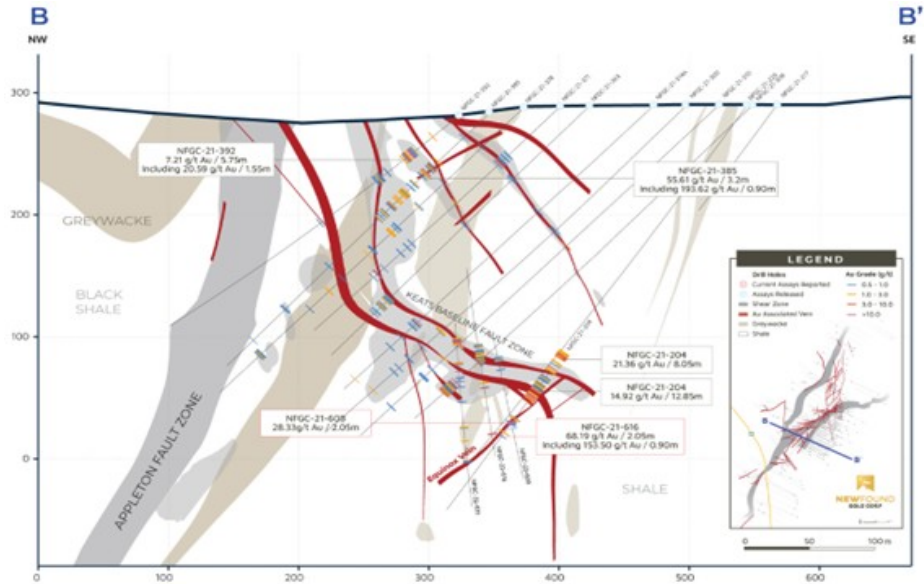 B
B'
NW
SE
300
200
100
0
NFGC-21-392
7.21 g/t Au / 5.75m
Including 20.59 g/t Au / 1.55m
NFGC-21-385
55.61 g/t Au / 3.2m
Including 193.62 g/t Au / 0.90m
GREYWACKE
BLACK
SHALE
KEATS BASELINE FAULT ZONE
APPLETON FAULT ZONE
NFGC-21-204
21.36 g/t Au / 8.05m
NFGC-21-204
14.92 g/t Au / 12.85m
NFGC-21-608
28.33g/t Au / 2.05m
NFGC-21-616
68.19 g/t Au / 2.05m
Including 153.50 g/t Au / 0.90m
Equinox Vein
SHALE
LEGEND
Drill Holes
Current Assays Reported
Assays Released
Shear Zone
Au Associated Vein
Greywacke
Shale
Au Grade (g/t)
0.5 - 1.0
1.0 - 3.0
3.0 - 10.0
>10.0
B
B'
NEWFOUND
GOLD CORP
0 50 100 m
0 100 200 300 400 500 600